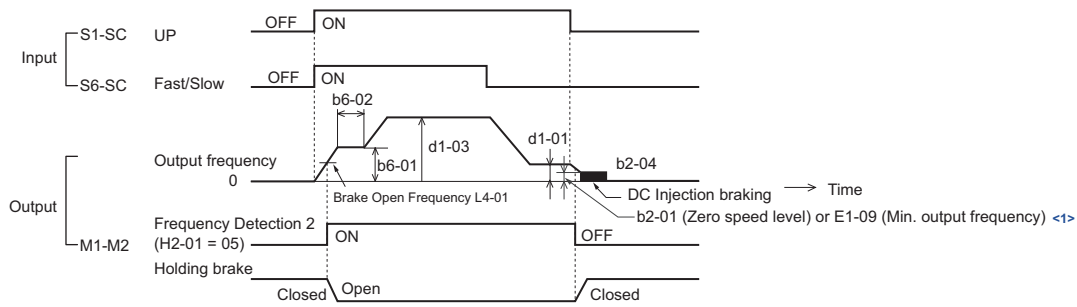 OFF ON
S1-SC UP
Input
OFF ON
S6-SC Fast/Slow
b6-02
d1-01
d1-03
b2-04
Output frequency
b6-01
0
DC Injection braking
Time
Brake Open Frequency L4-01
Output
b2-01 (Zero speed level) or E1-09 (Min. output frequency) <1>
Frequency Detection 2
ON OFF
M1-M2 (H2-01 = 05)
Holding brake
Closed Open Closed